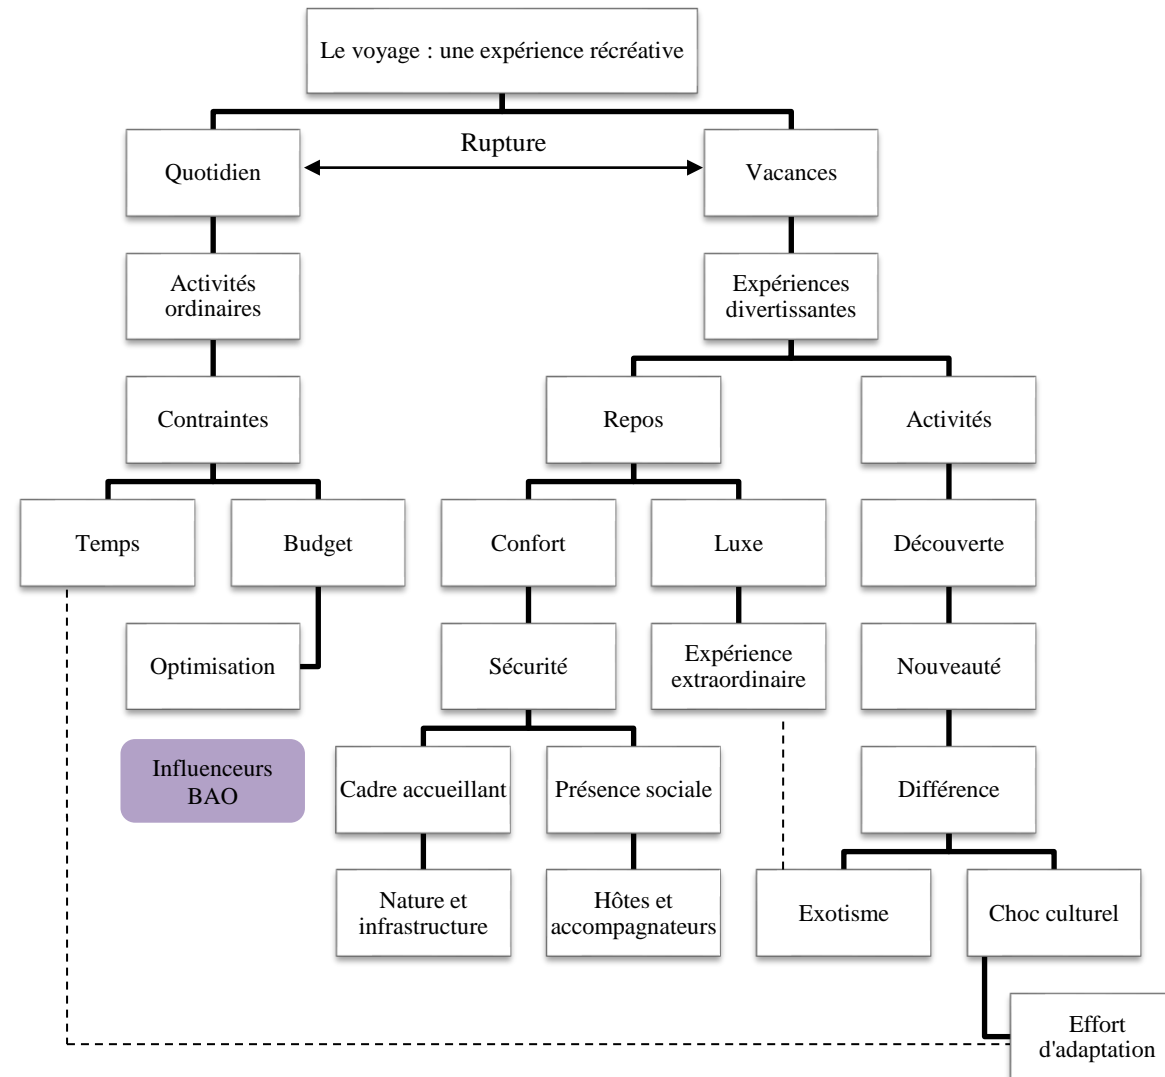 Le voyage : une expérience récréative
Rupture
Quotidien
Vacances
Activités
ordinaires
Expériences
divertissantes
Contraintes
Repos
Activités
Temps
Budget
Confort
Luxe
Découverte
Optimisation
Sécurité
Expérience
extraordinaire
Nouveauté
Influenceurs
BAO
Cadre accueillant
Présence sociale
Différence
Nature et
infrastructure
Hôtes et
accompagnateurs
Exotisme
Choc culturel
Effort
d'adaptation